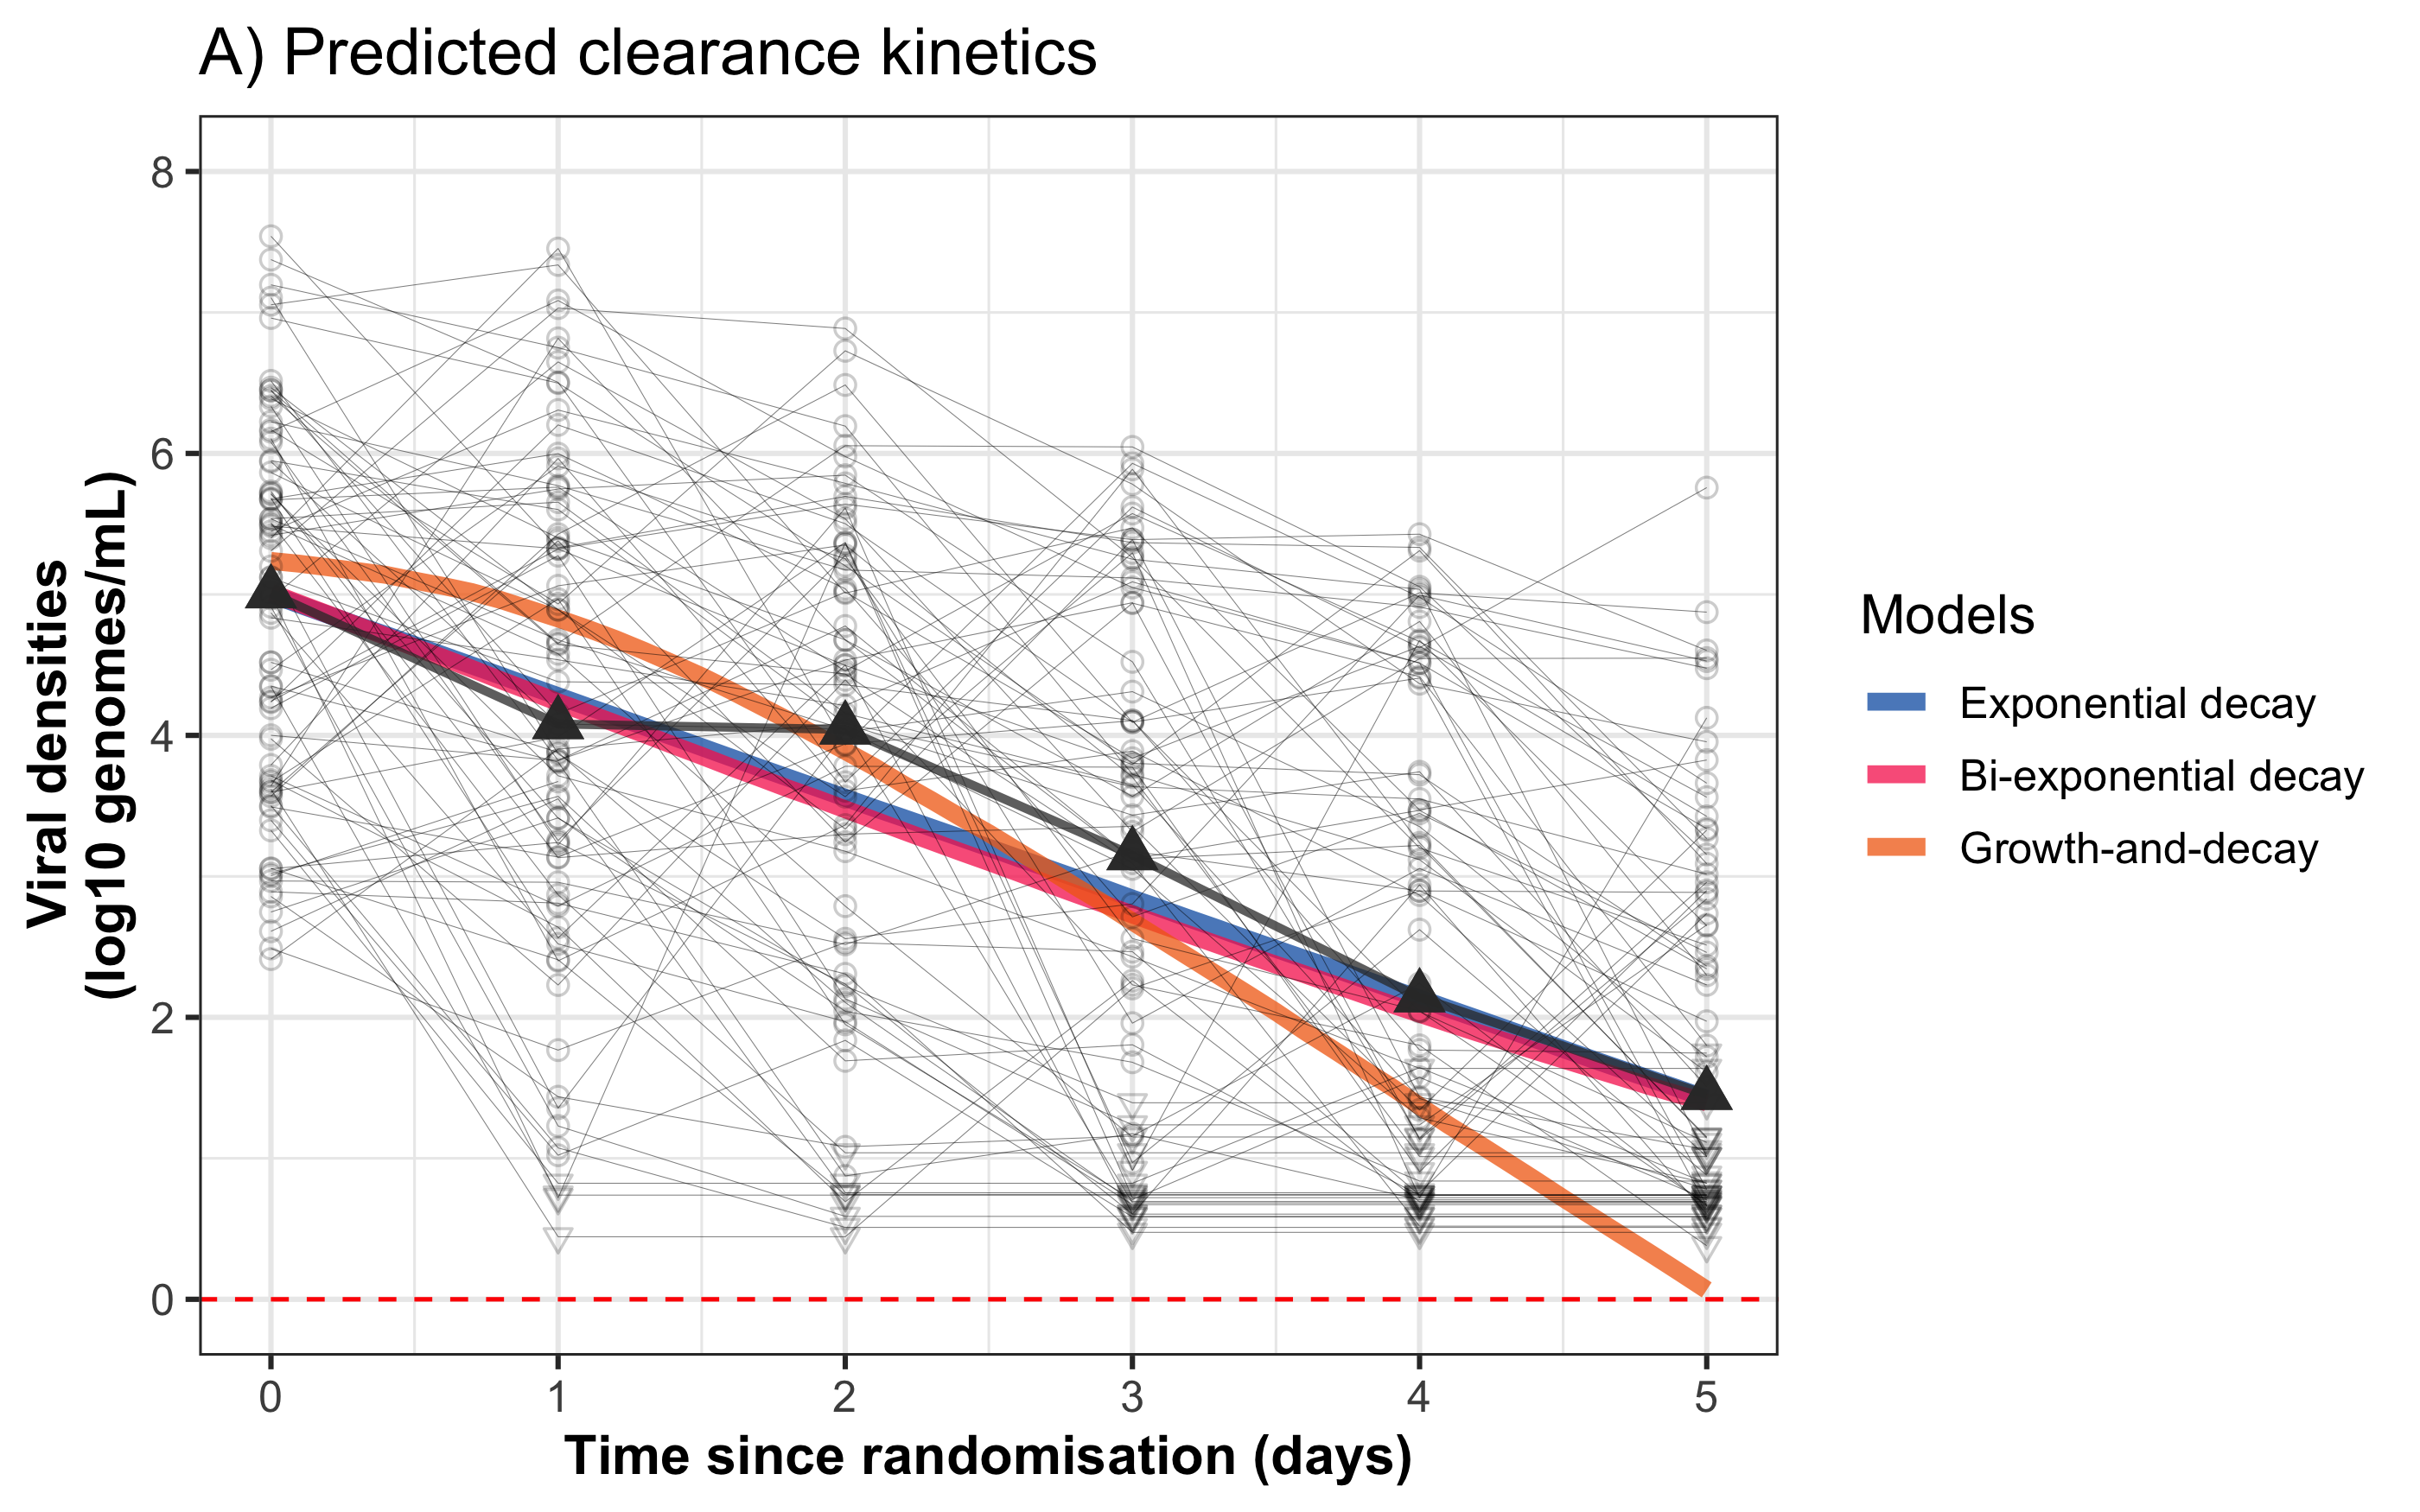 A) Predicted clearance kinetics
Viral densities
(log10 genomes/mL)
8
6
4
2
0
0 1 2 3 4 5
Time since randomisation (days)
Models
Exponential decay
Bi-exponential decay
Growth-and-decay